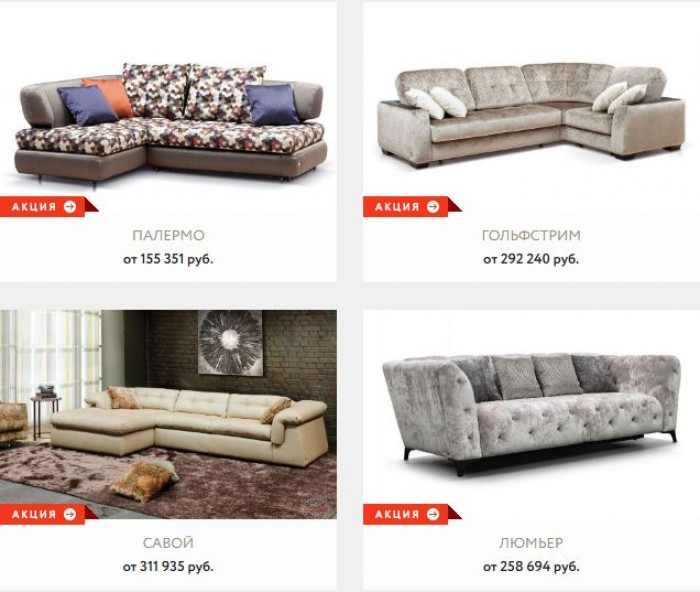 АКЦИЯ
ПАЛЕРМО
от 155 351 руб.
АКЦИЯ
ГОЛЬФСТРИМ
от 292 240 руб.
АКЦИЯ
САВОЙ
от 311 935 руб.
АКЦИЯ
ЛЮМЬЕР
от 258 694 руб.